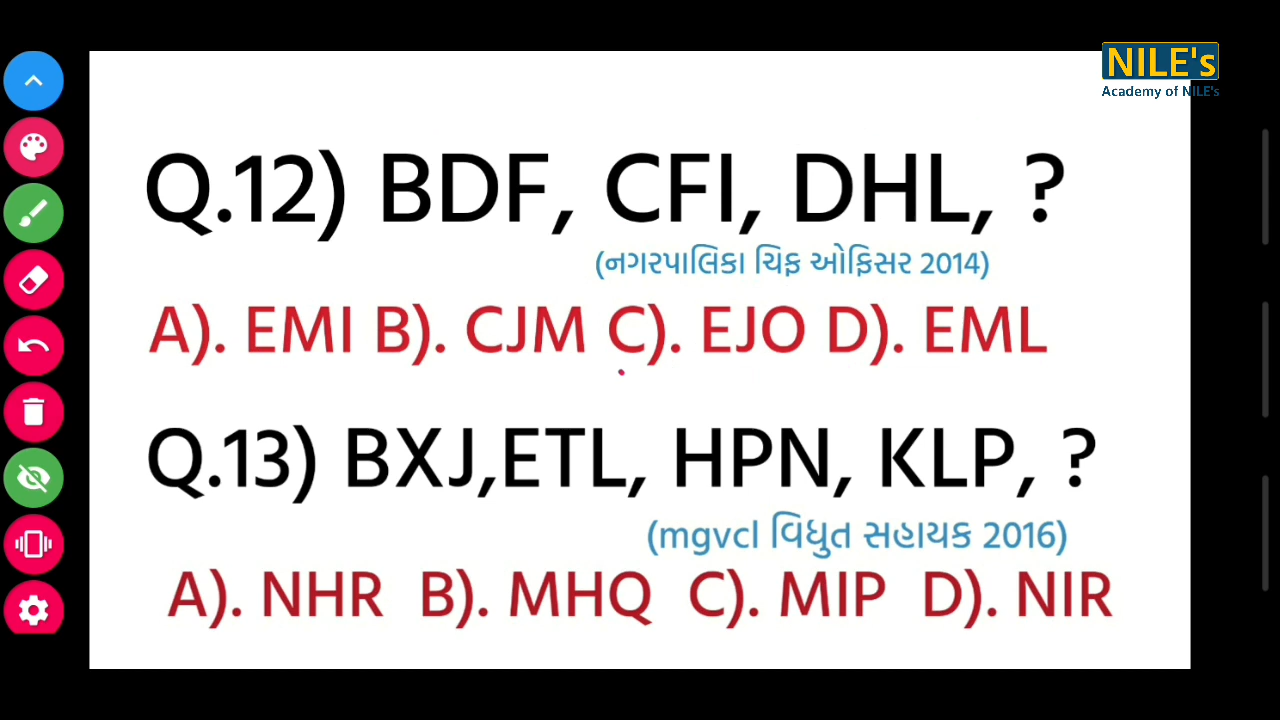 NILE's
Academy of NILE's
Q.12) BDF, CFI, DHL, ?
(નગરપાલિકા ચિફ ઓફિસર 2014)
A). EMI B). CJM C). EJO D). EML
Q.13) BXJ,ETL, HPN, KLP, ?
(mgvcl વિધુત સહાયક 2016)
A). NHR B). MHQ C). MIP D). NIR